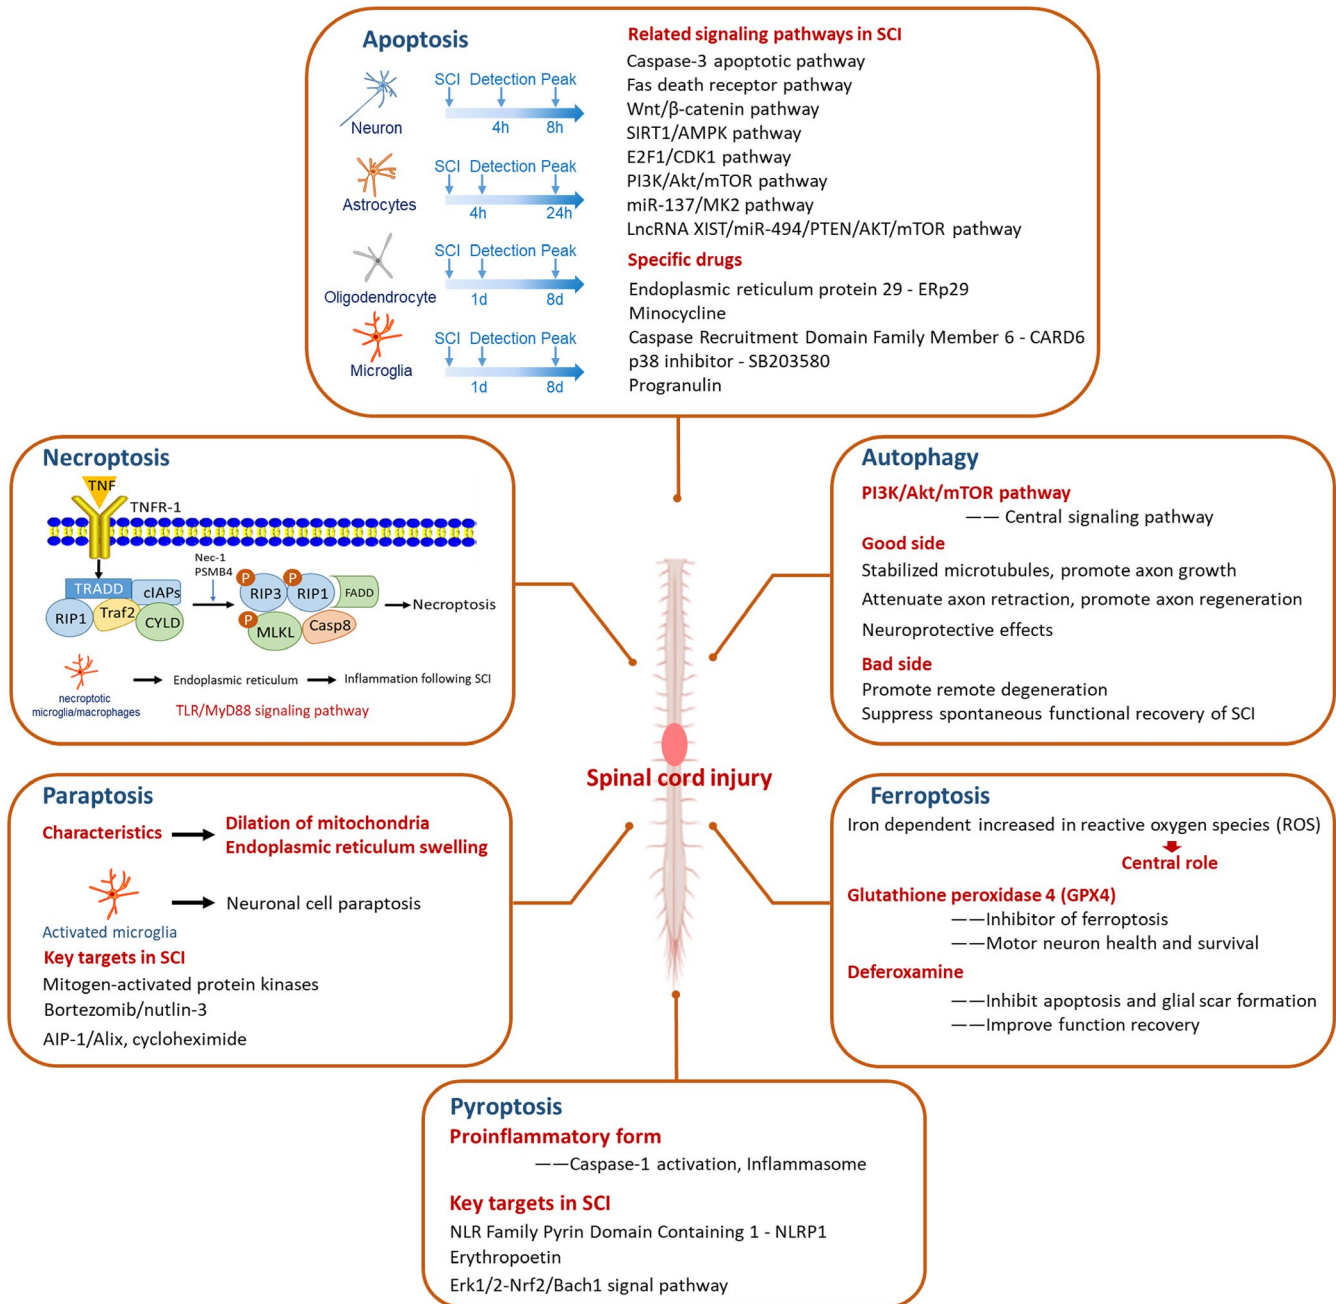 Apoptosis
SCI Detection Peak
Neuron
4h 8h
SCI Detection Peak
Astrocytes
4h 24h
SCI Detection Peak
Oligodendrocyte
1d 8d
SCI Detection Peak
Microglia
1d 8d
Related signaling pathways in SCI
Caspase-3 apoptotic pathway
Fas death receptor pathway
Wnt/β-catenin pathway
SIRT1/AMPK pathway
E2F1/CDK1 pathway
PI3K/Akt/mTOR pathway
miR-137/MK2 pathway
LncRNA XIST/miR-494/PTEN/AKT/mTOR pathway
Specific drugs
Endoplasmic reticulum protein 29 - ERp29
Minocycline
Caspase Recruitment Domain Family Member 6 - CARD6
p38 inhibitor - SB203580
Progranulin
Necroptosis
TNF
TNFR-1
Nec-1
PSMB4
TRADD
cIAPs
RIP1
Traf2
CYLD
P
RIP3
P
RIP1
FADD
P
MLKL
Casp8
Necroptosis
necroptotic
microglia/macrophages
Endoplasmic reticulum
Inflammation following SCI
TLR/MyD88 signaling pathway
Autophagy
PI3K/Akt/mTOR pathway
—— Central signaling pathway
Good side
Stabilized microtubules, promote axon growth
Attenuate axon retraction, promote axon regeneration
Neuroprotective effects
Bad side
Promote remote degeneration
Suppress spontaneous functional recovery of SCI
Spinal cord injury
Paraptosis
Characteristics
Dilation of mitochondria
Endoplasmic reticulum swelling
Neuronal cell paraptosis
Activated microglia
Key targets in SCI
Mitogen-activated protein kinases
Bortezomib/nutlin-3
AIP-1/Alix, cycloheximide
Ferroptosis
Iron dependent increased in reactive oxygen species (ROS)
Central role
Glutathione peroxidase 4 (GPX4)
——Inhibitor of ferroptosis
——Motor neuron health and survival
Deferoxamine
——Inhibit apoptosis and glial scar formation
——Improve function recovery
Pyroptosis
Proinflammatory form
——Caspase-1 activation, Inflammasome
Key targets in SCI
NLR Family Pyrin Domain Containing 1 - NLRP1
Erythropoetin
Erk1/2-Nrf2/Bach1 signal pathway